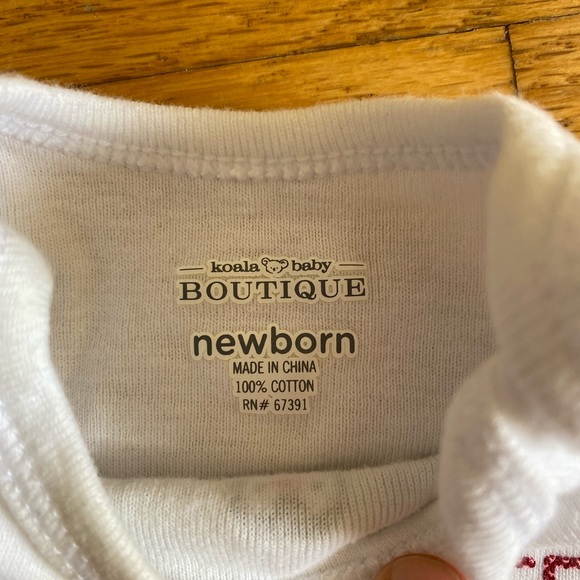 koala baby
BOUTIQUE
newborn
MADE IN CHINA
100% COTTON
RN# 67391